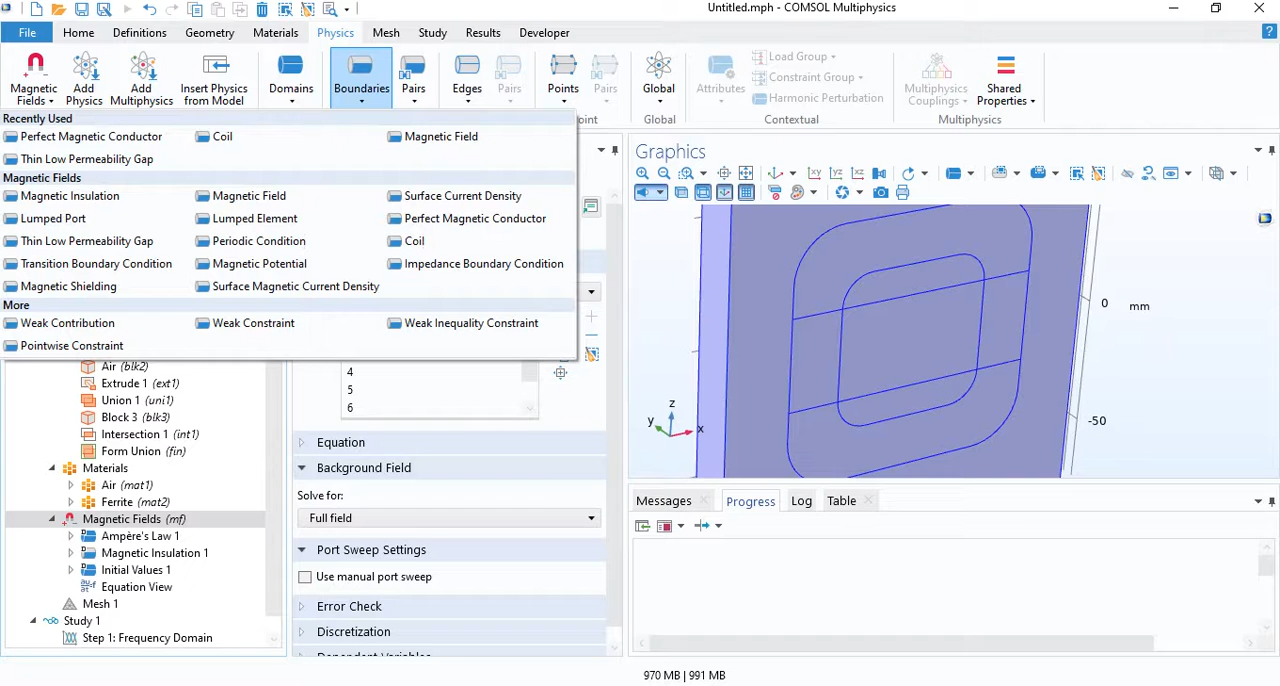 Untitled.mph - COMSOL Multiphysics
File Home Definitions Geometry Materials Physics Mesh Study Results Developer
Magnetic Fields Add Physics Add Multiphysics Insert Physics from Model Domains Boundaries Pairs Edges Pairs Points Pairs Global Attributes
Load Group
Constraint Group
Harmonic Perturbation
Multiphysics Couplings Shared Properties
Global Contextual Multiphysics
Recently Used
Perfect Magnetic Conductor Coil Magnetic Field
Thin Low Permeability Gap
Magnetic Fields
Magnetic Insulation Magnetic Field Surface Current Density
Lumped Port Lumped Element Perfect Magnetic Conductor
Thin Low Permeability Gap Periodic Condition Coil
Transition Boundary Condition Magnetic Potential Impedance Boundary Condition
Magnetic Shielding Surface Magnetic Current Density
More
Weak Contribution Weak Constraint Weak Inequality Constraint
Pointwise Constraint
Air (blk2)
Extrude 1 (ext1)
Union 1 (uni1)
Block 3 (blk3)
Intersection 1 (int1)
Form Union (fin)
Materials
Air (mat1)
Ferrite (mat2)
Magnetic Fields (mf)
Ampère's Law 1
Magnetic Insulation 1
Initial Values 1
Equation View
Mesh 1
Study 1
Step 1: Frequency Domain
4
5
6
Equation
Background Field
Solve for:
Full field
Port Sweep Settings
Use manual port sweep
Error Check
Discretization
Graphics
xy yz xz
0 mm
-50
z
y
x
Messages Progress Log Table
970 MB | 991 MB